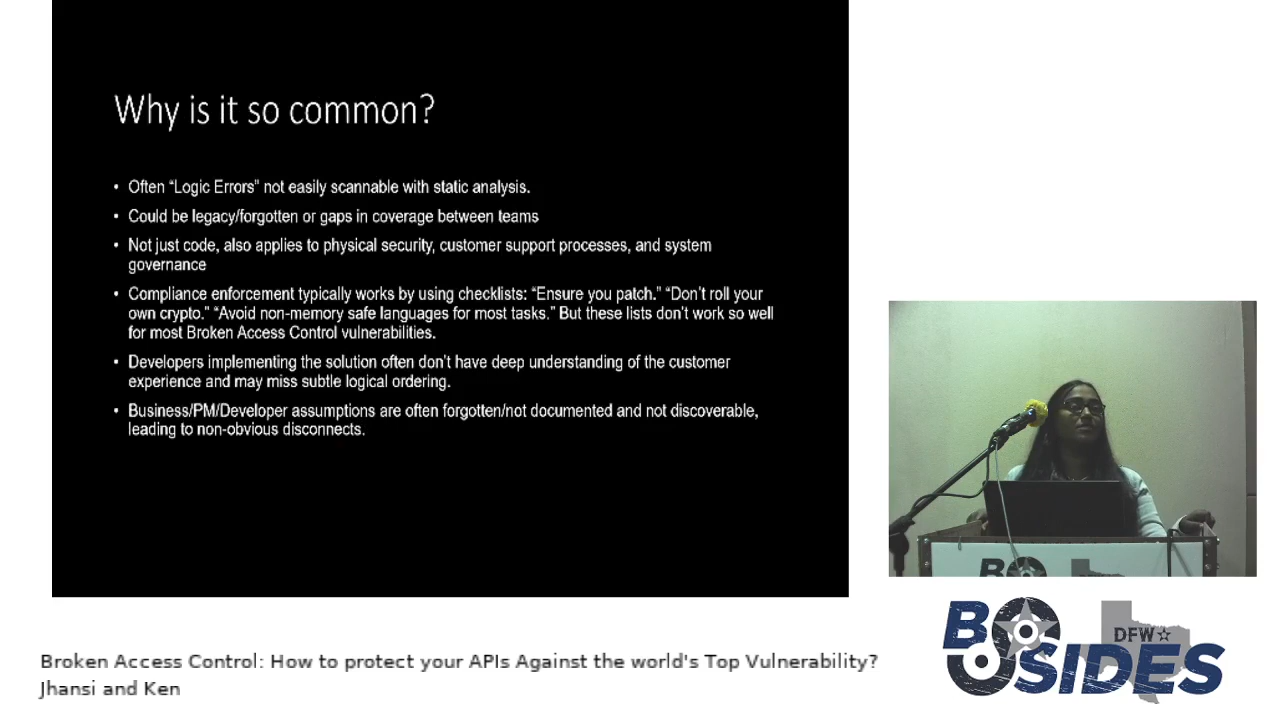 Why is it so common?
• Often “Logic Errors” not easily scannable with static analysis.
• Could be legacy/forgotten or gaps in coverage between teams
• Not just code, also applies to physical security, customer support processes, and system
governance
• Compliance enforcement typically works by using checklists: “Ensure you patch.” “Don’t roll your
own crypto.” “Avoid non-memory safe languages for most tasks.” But these lists don’t work so well
for most Broken Access Control vulnerabilities.
• Developers implementing the solution often don’t have deep understanding of the customer
experience and may miss subtle logical ordering.
• Business/PM/Developer assumptions are often forgotten/not documented and not discoverable,
leading to non-obvious disconnects.
BSIDES
DFW
Broken Access Control: How to protect your APIs Against the world's Top Vulnerability?
Jhansi and Ken